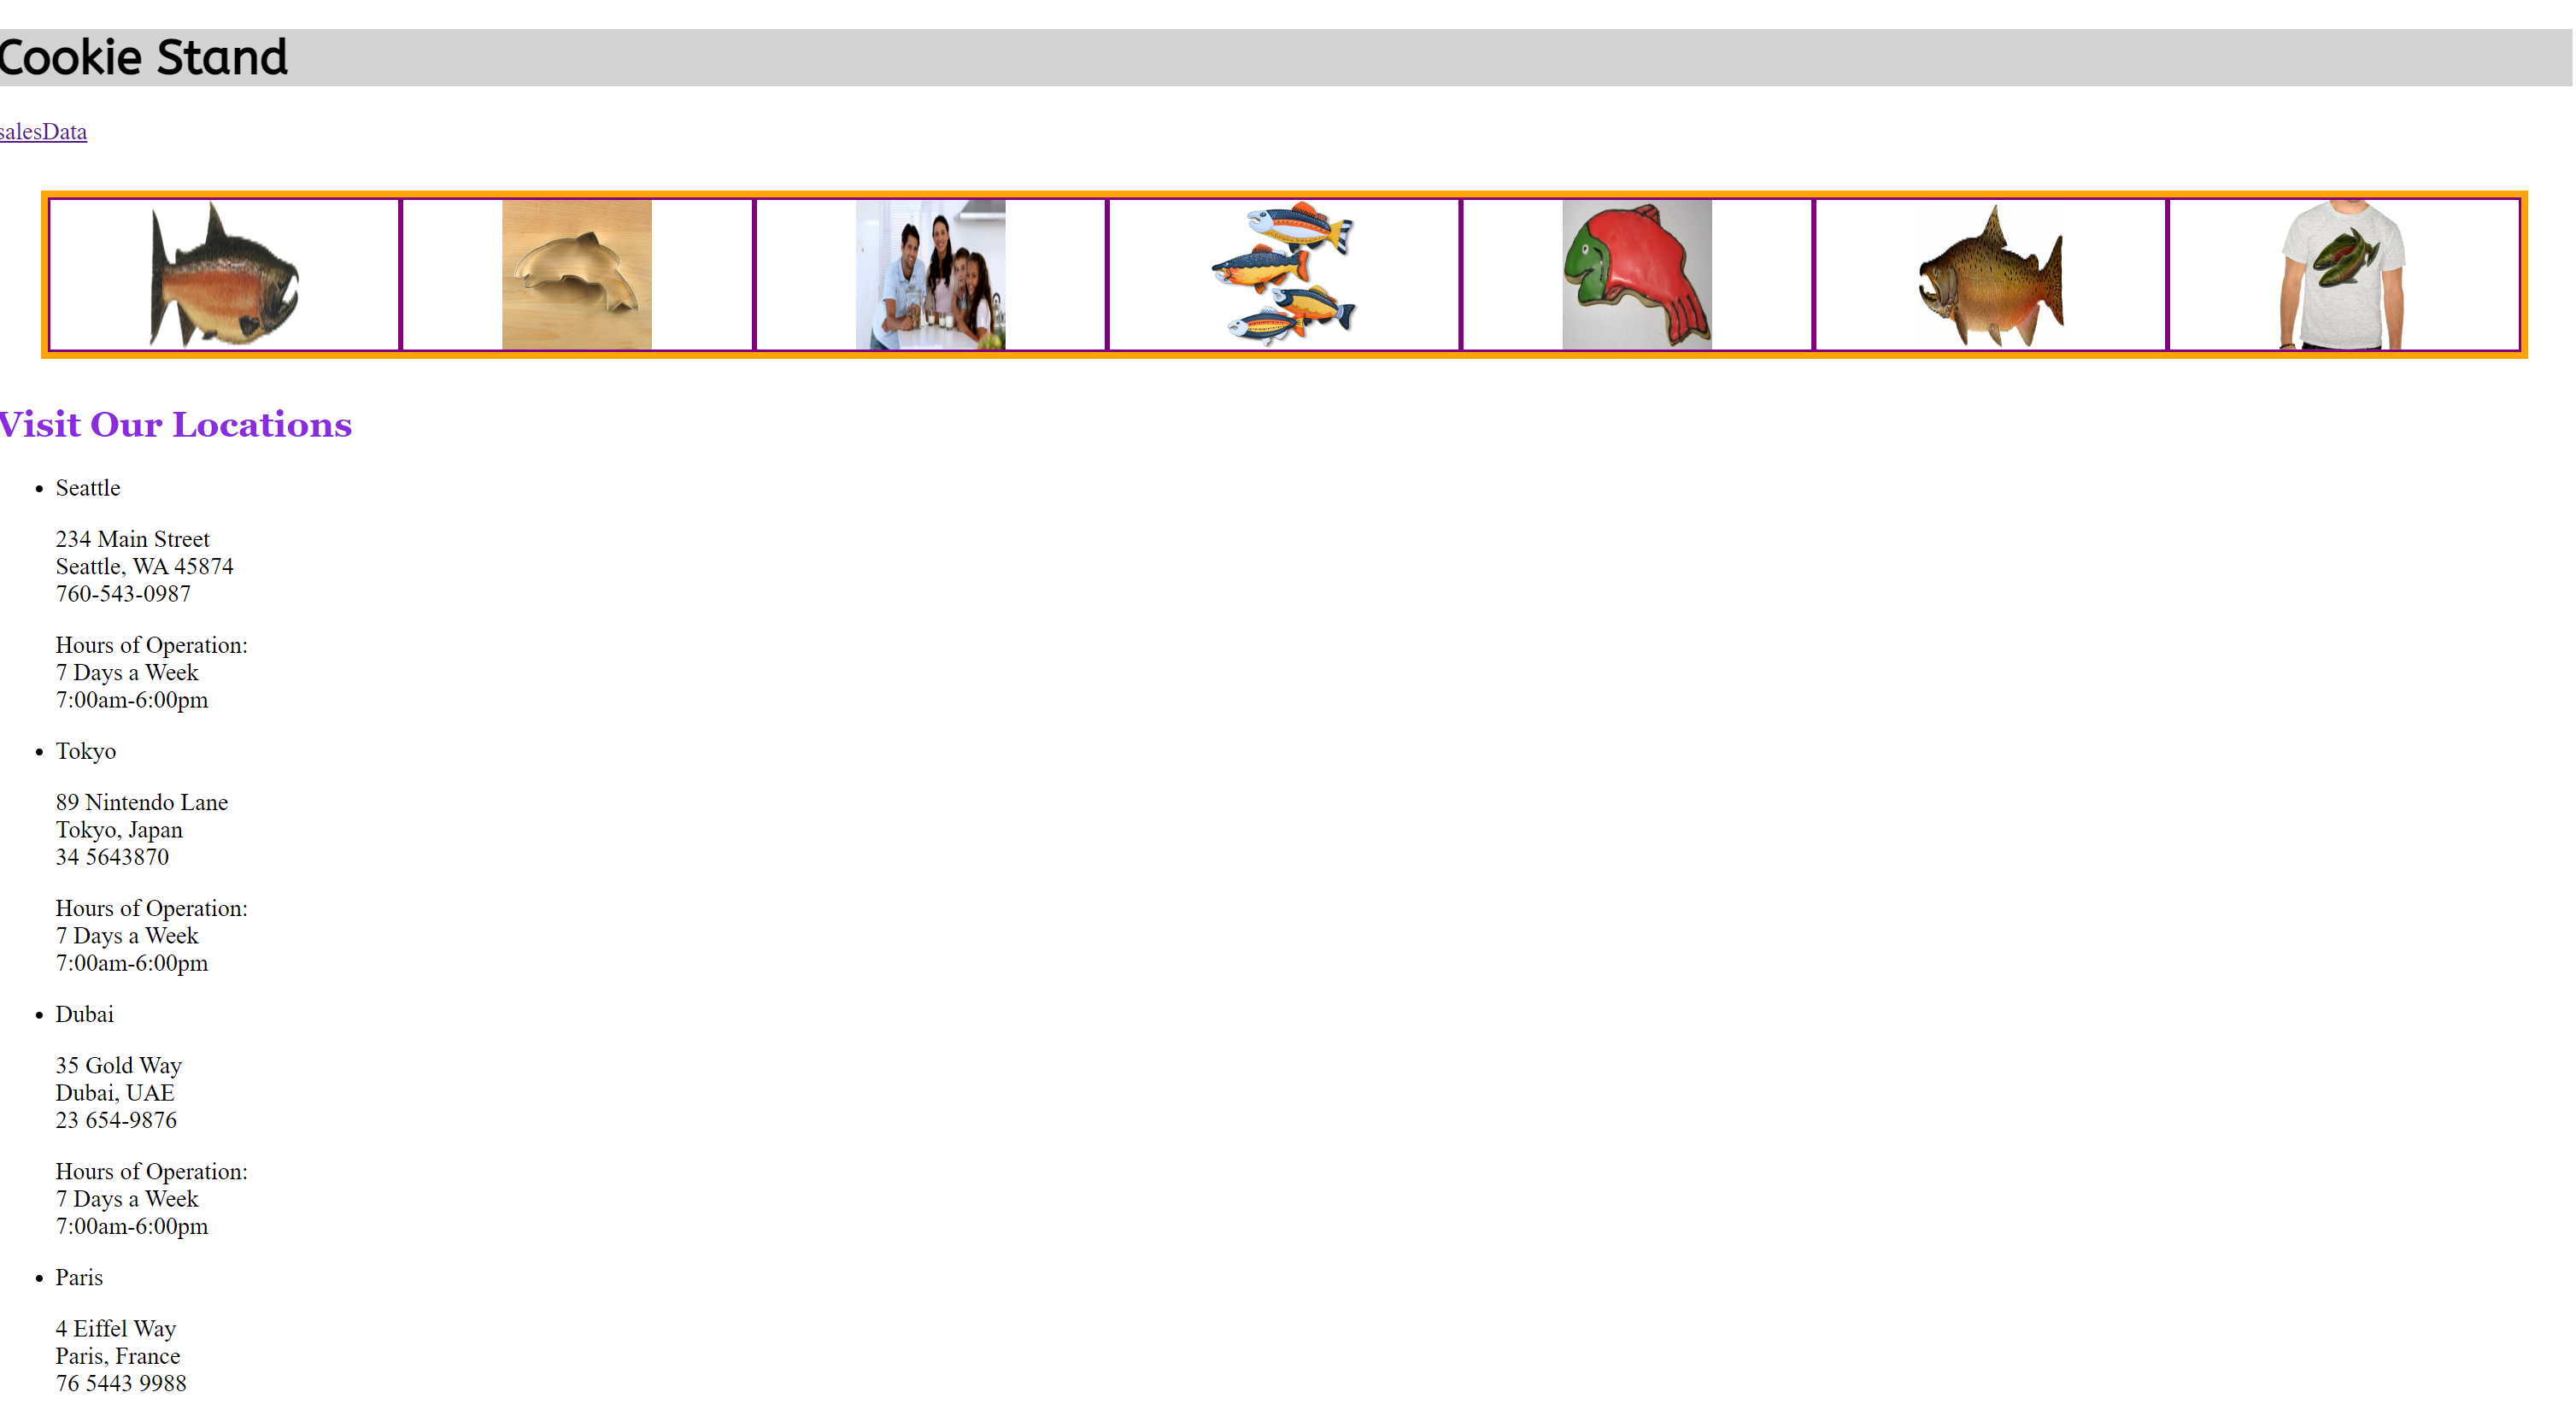 Cookie Stand
salesData
Visit Our Locations
Seattle
234 Main Street
Seattle, WA 45874
760-543-0987
Hours of Operation:
7 Days a Week
7:00am-6:00pm
Tokyo
89 Nintendo Lane
Tokyo, Japan
34 5643870
Hours of Operation:
7 Days a Week
7:00am-6:00pm
Dubai
35 Gold Way
Dubai, UAE
23 654-9876
Hours of Operation:
7 Days a Week
7:00am-6:00pm
Paris
4 Eiffel Way
Paris, France
76 5443 9988